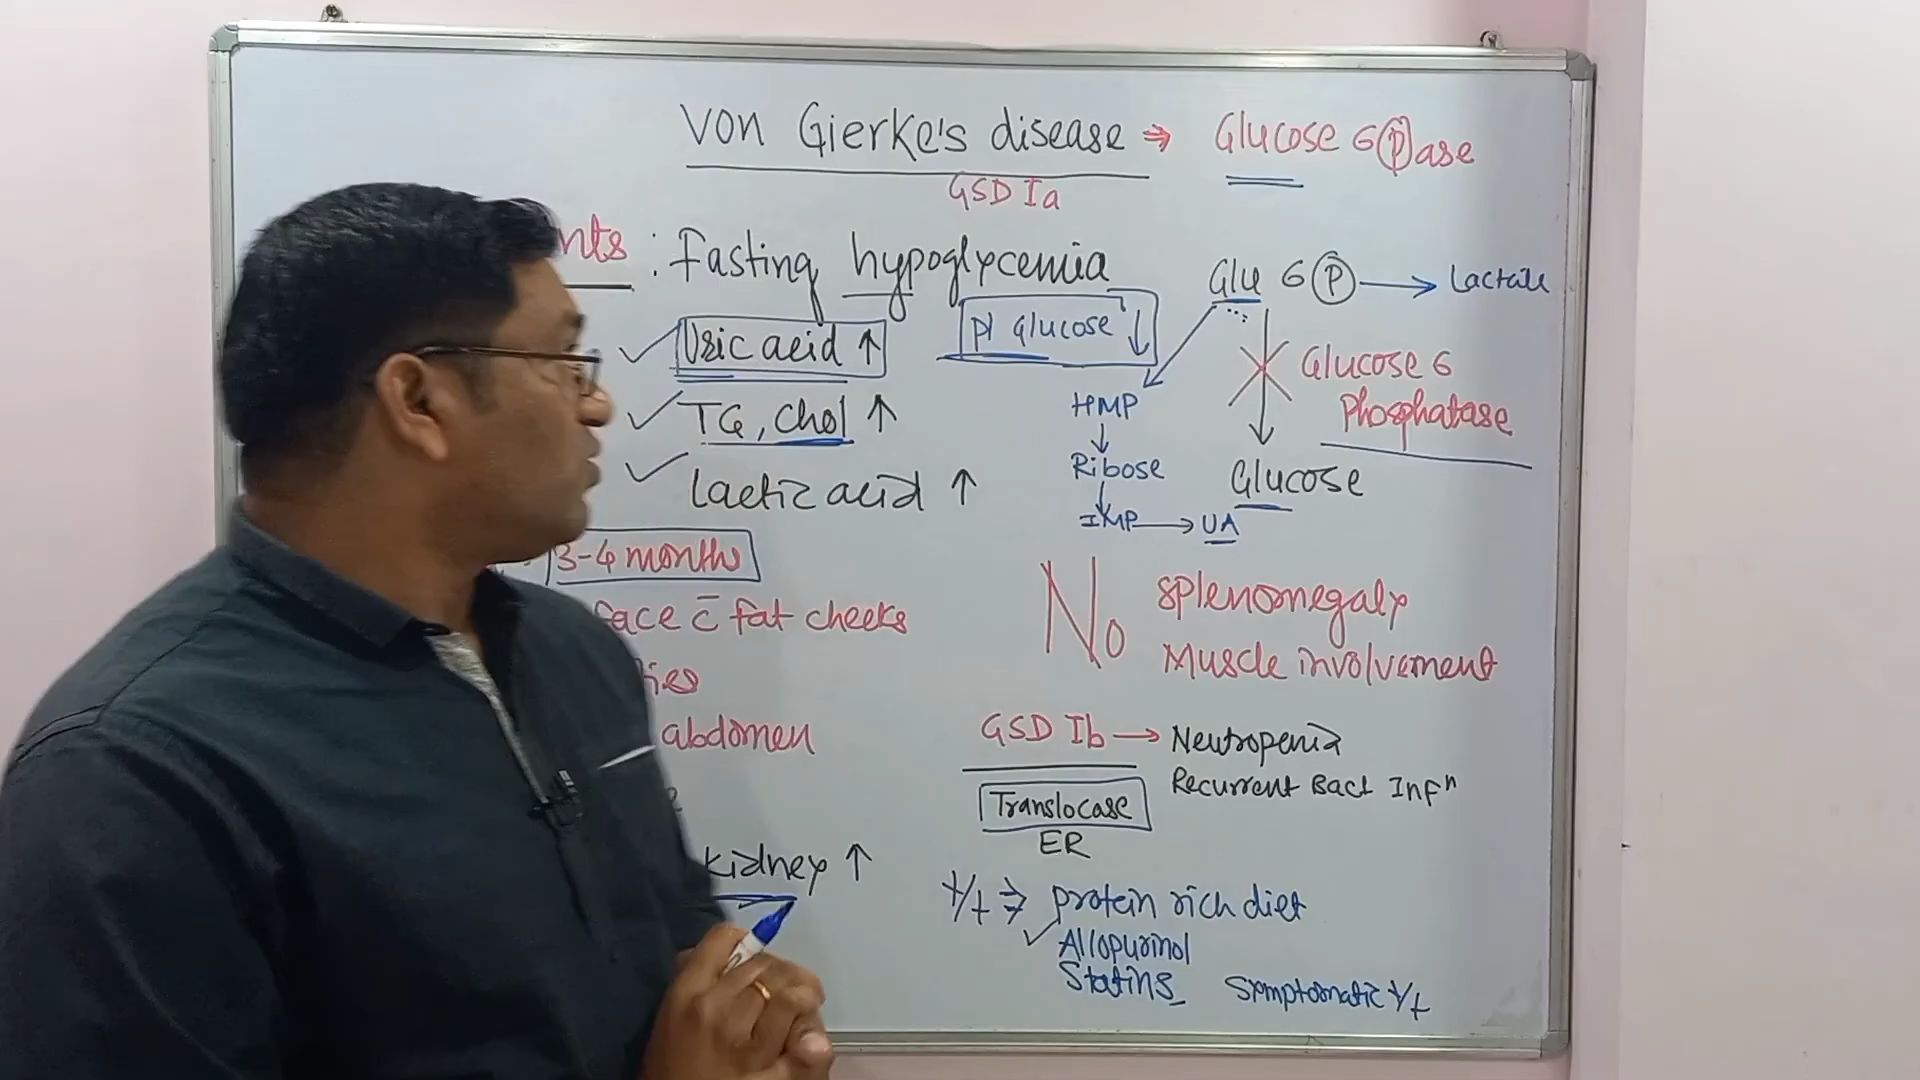 Von Gierke's disease ⇒ Glucose 6 Ⓟase
GSD Ia
nts : Fasting hypoglycemia
pl Glucose ↓
Uric acid ↑
TG, Chol ↑
Lactic acid ↑
3-4 months
face c̄ fat cheeks
ies
abdomen
kidney ↑
Glu 6 Ⓟ → Lactate
Glucose 6
Phosphatase
Glucose
HMP
↓
Ribose
↓
IMP → UA
No Splenomegaly
Muscle involvement
GSD Ib → Neutropenia
Recurrent Bact Infⁿ
Translocase
ER
t/t ⇒ protein rich diet
Allopurinol
Statins Symptomatic t/t